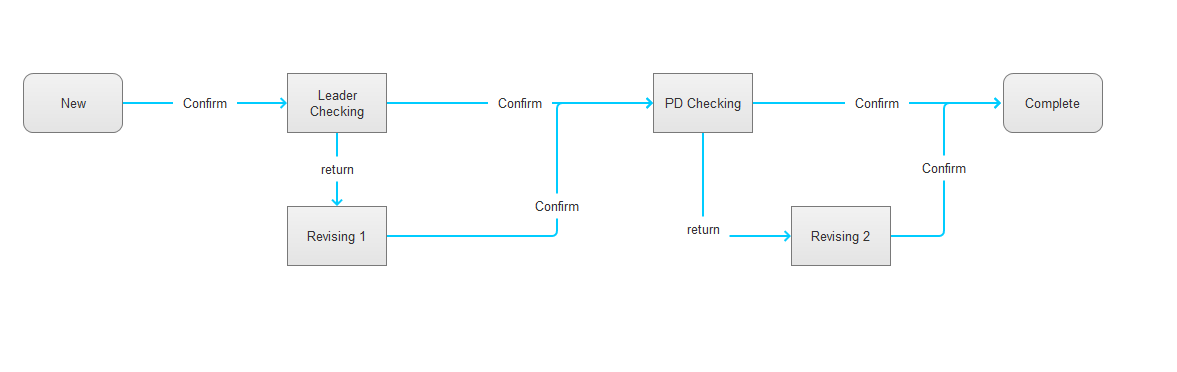 New
Confirm
Leader
Checking
Confirm
PD Checking
Confirm
Complete
return
Confirm
Revising 1
Confirm
return
Revising 2